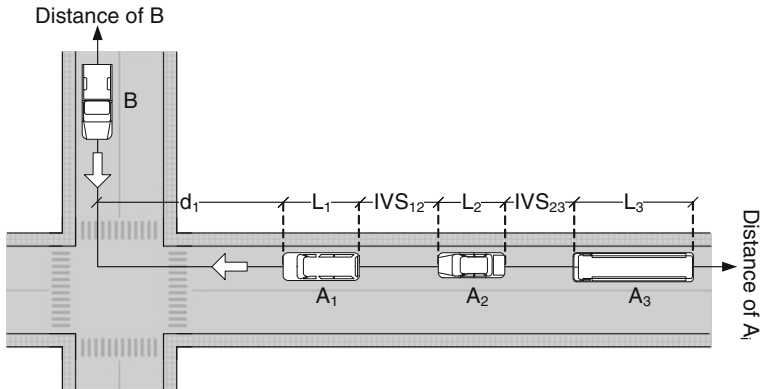 Distance of B
B
d₁ L₁ IVS₁₂ L₂ IVS₂₃ L₃
A₁ A₂ A₃
Distance of Aᵢ